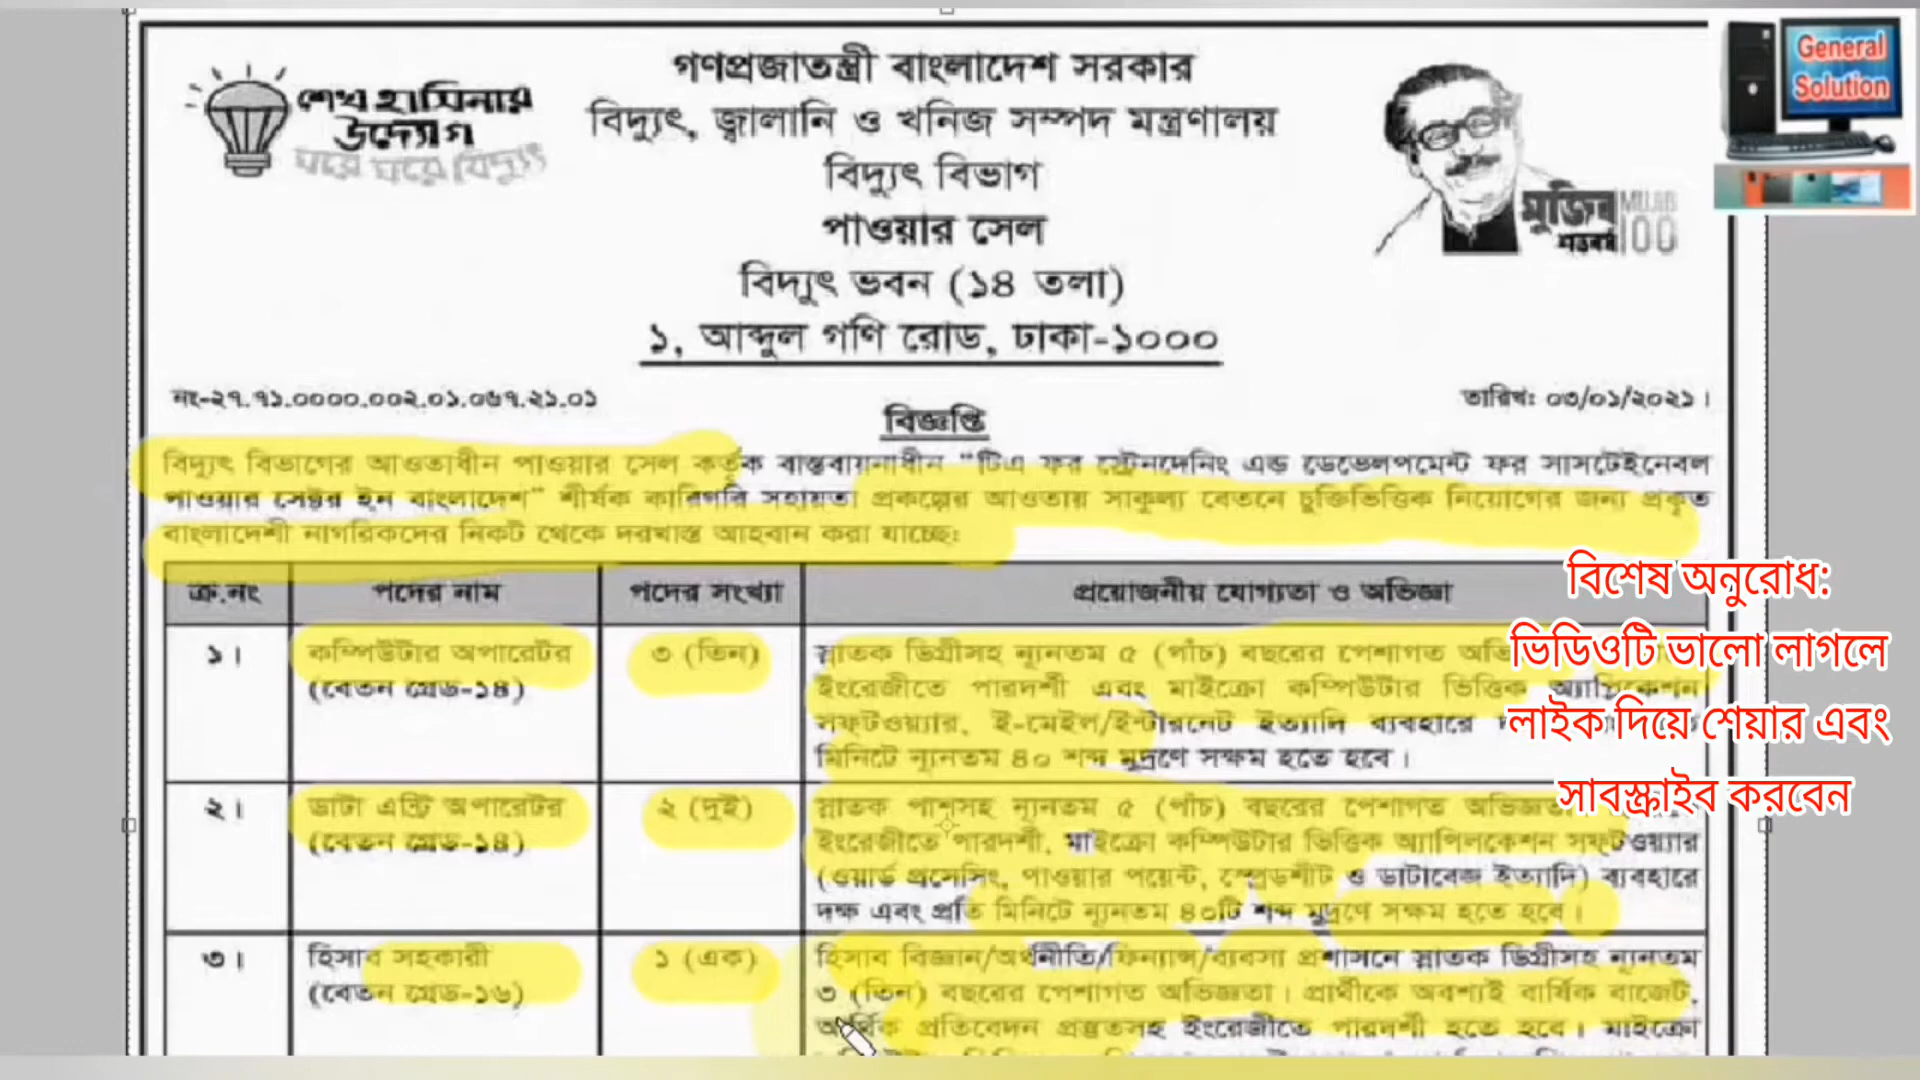 শেখ হাসিনার
উদ্যোগ
ঘরে ঘরে বিদ্যুৎ
গণপ্রজাতন্ত্রী বাংলাদেশ সরকার
বিদ্যুৎ, জ্বালানি ও খনিজ সম্পদ মন্ত্রণালয়
বিদ্যুৎ বিভাগ
পাওয়ার সেল
বিদ্যুৎ ভবন (১৪ তলা)
১, আব্দুল গণি রোড, ঢাকা-১০০০
মুজিব
শতবর্ষ
MUJIB
100
General
Solution
নং-২৭.৭১.০০০০.০০২.০১.০৬৭.২১.০১
তারিখ: ০৩/০১/২০২১।
বিজ্ঞপ্তি
বিদ্যুৎ বিভাগের আওতাধীন পাওয়ার সেল কর্তৃক বাস্তবায়নাধীন "টিএ ফর স্ট্রেনদেনিং এন্ড ডেভেলপমেন্ট ফর সাসটেইনেবল
পাওয়ার সেক্টর ইন বাংলাদেশ" শীর্ষক কারিগরি সহায়তা প্রকল্পের আওতায় সাকুল্য বেতনে চুক্তিভিত্তিক নিয়োগের জন্য প্রকৃত
বাংলাদেশী নাগরিকদের নিকট থেকে দরখাস্ত আহবান করা যাচ্ছে:
ক্র.নং পদের নাম পদের সংখ্যা প্রয়োজনীয় যোগ্যতা ও অভিজ্ঞা
১। কম্পিউটার অপারেটর
(বেতন গ্রেড-১৪)
৩ (তিন)
স্নাতক ডিগ্রীসহ ন্যূনতম ৫ (পাঁচ) বছরের পেশাগত
ইংরেজীতে পারদর্শী এবং মাইক্রো কম্পিউটার ভিত্তিক অ্যাপ্লিকেশন
সফ্‌টওয়্যার, ই-মেইল/ইন্টারনেট ইত্যাদি ব্যবহারে
মিনিটে ন্যূনতম ৪০ শব্দ মুদ্রণে সক্ষম হতে হবে।
২। ডাটা এন্ট্রি অপারেটর
(বেতন গ্রেড-১৪)
২ (দুই)
স্নাতক পাশসহ ন্যূনতম ৫ (পাঁচ) বছরের পেশাগত অভিজ্ঞতা
ইংরেজীতে পারদর্শী, মাইক্রো কম্পিউটার ভিত্তিক অ্যাপিলকেশন সফ্‌টওয়্যার
(ওয়ার্ড প্রসেসিং, পাওয়ার পয়েন্ট, স্প্রেডশীট ও ডাটাবেজ ইত্যাদি) ব্যবহারে
দক্ষ এবং প্রতি মিনিটে ন্যূনতম ৪০টি শব্দ মুদ্রণে সক্ষম হতে হবে।
৩। হিসাব সহকারী
(বেতন গ্রেড-১৬)
১ (এক)
হিসাব বিজ্ঞান/অর্থনীতি/ফিন্যান্স/ব্যবসা প্রশাসনে স্নাতক ডিগ্রীসহ ন্যূনতম
৩ (তিন) বছরের পেশাগত অভিজ্ঞতা। প্রার্থীকে অবশ্যই বার্ষিক বাজেট,
আর্থিক প্রতিবেদন প্রস্তুতসহ ইংরেজীতে পারদর্শী হতে হবে। মাইক্রো
বিশেষ অনুরোধ:
ভিডিওটি ভালো লাগলে
লাইক দিয়ে শেয়ার এবং
সাবস্ক্রাইব করবেন